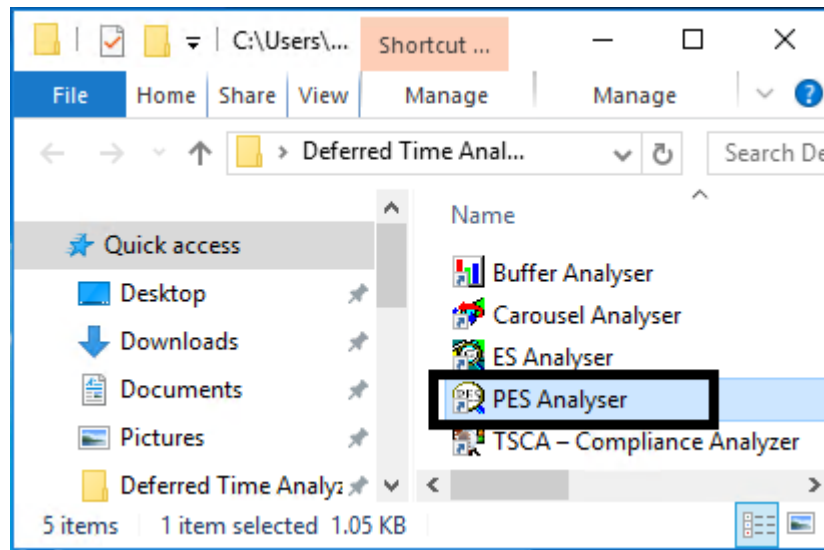 C:\Users\... Shortcut ...
File Home Share View Manage Manage ?
Deferred Time Anal... Search De
Name
Quick access
Desktop
Downloads
Documents
Pictures
Deferred Time Analyz
Buffer Analyser
Carousel Analyser
ES Analyser
PES Analyser
TSCA – Compliance Analyzer
5 items 1 item selected 1.05 KB